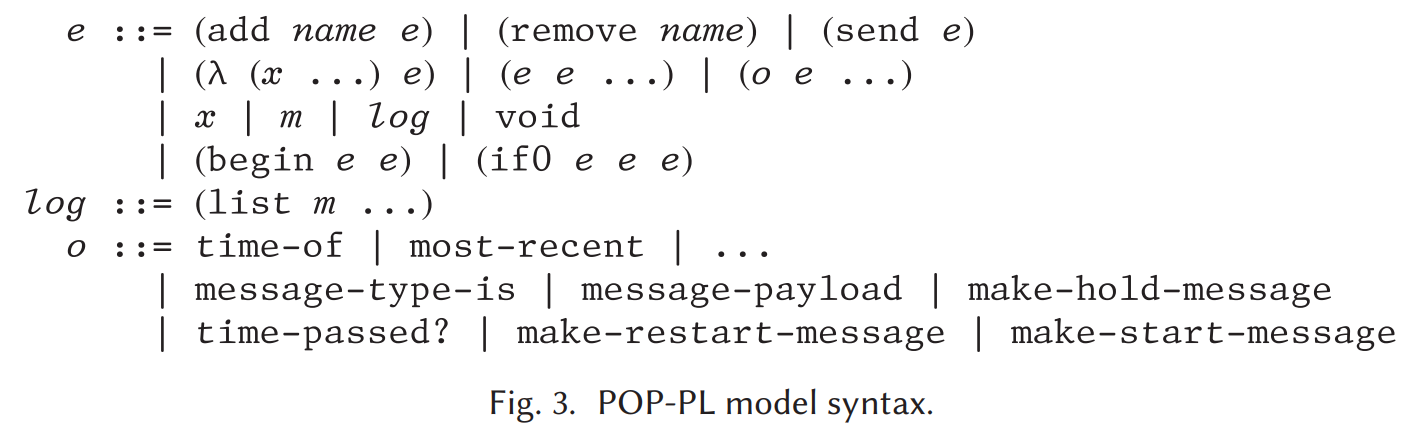 e ::= (add name e) | (remove name) | (send e)
| (λ (x ...) e) | (e e ...) | (o e ...)
| x | m | log | void
| (begin e e) | (if0 e e e)
log ::= (list m ...)
o ::= time-of | most-recent | ...
| message-type-is | message-payload | make-hold-message
| time-passed? | make-restart-message | make-start-message
Fig. 3. POP-PL model syntax.